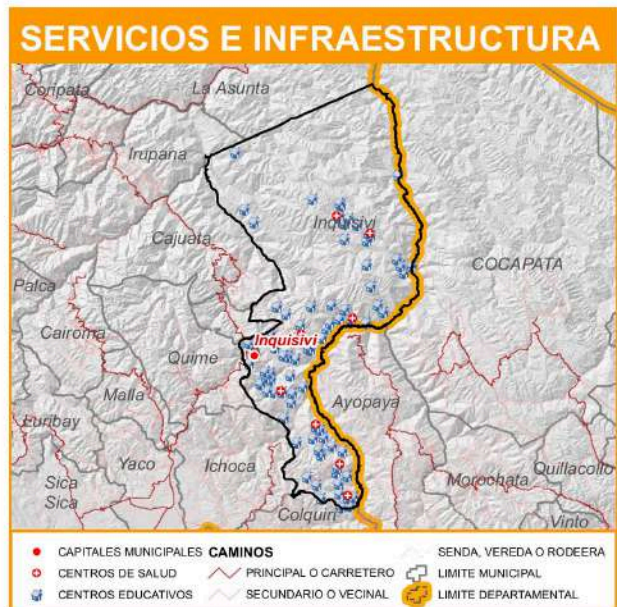 SERVICIOS E INFRAESTRUCTURA
Coripata
La Asunta
Irupana
Inquisivi
Cajuata
COCAPATA
Palca
Cairoma
Inquisivi
Quime
Malla
Ayopaya
Luribay
Yaco
Ichoca
Quillacollo
Sica
Sica
Morochata
Colquiri
Vinto
CAPITALES MUNICIPALES
CAMINOS
SENDA, VEREDA O RODEERA
CENTROS DE SALUD
PRINCIPAL O CARRETERO
LIMITE MUNICIPAL
CENTROS EDUCATIVOS
SECUNDARIO O VECINAL
LIMITE DEPARTAMENTAL